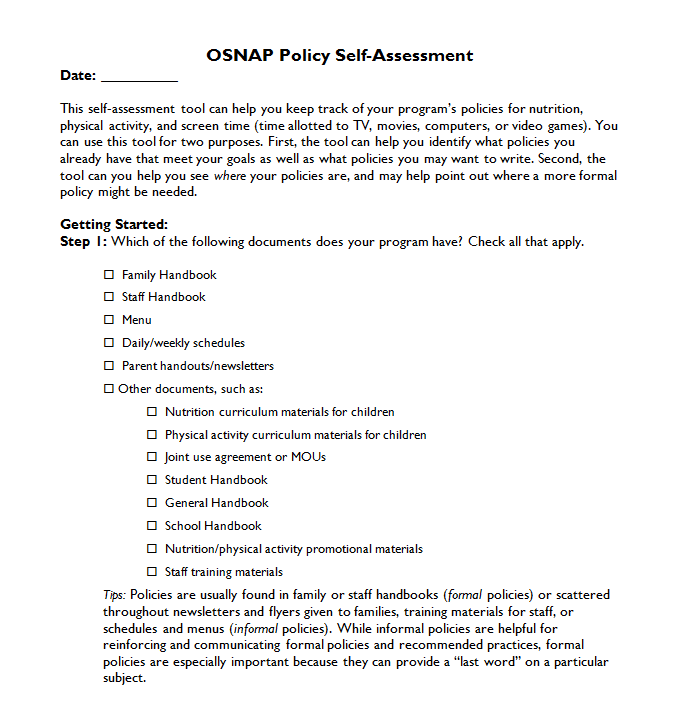 OSNAP Policy Self-Assessment
Date: __________
This self-assessment tool can help you keep track of your program's policies for nutrition,
physical activity, and screen time (time allotted to TV, movies, computers, or video games). You
can use this tool for two purposes. First, the tool can help you identify what policies you
already have that meet your goals as well as what policies you may want to write. Second, the
tool can you help you see where your policies are, and may help point out where a more formal
policy might be needed.
Getting Started:
Step 1: Which of the following documents does your program have? Check all that apply.
☐ Family Handbook
☐ Staff Handbook
☐ Menu
☐ Daily/weekly schedules
☐ Parent handouts/newsletters
☐ Other documents, such as:
☐ Nutrition curriculum materials for children
☐ Physical activity curriculum materials for children
☐ Joint use agreement or MOUs
☐ Student Handbook
☐ General Handbook
☐ School Handbook
☐ Nutrition/physical activity promotional materials
☐ Staff training materials
Tips: Policies are usually found in family or staff handbooks (formal policies) or scattered
throughout newsletters and flyers given to families, training materials for staff, or
schedules and menus (informal policies). While informal policies are helpful for
reinforcing and communicating formal policies and recommended practices, formal
policies are especially important because they can provide a “last word” on a particular
subject.